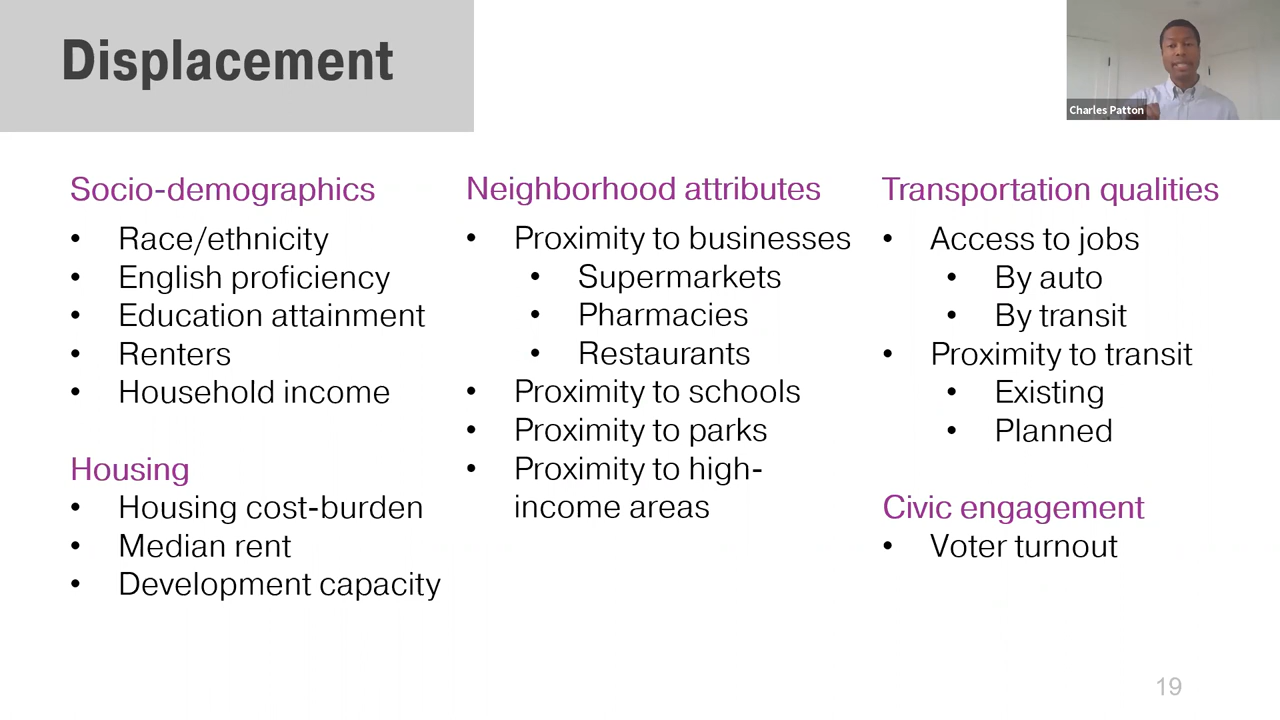 Displacement
Charles Patton
Socio-demographics
• Race/ethnicity
• English proficiency
• Education attainment
• Renters
• Household income
Housing
• Housing cost-burden
• Median rent
• Development capacity
Neighborhood attributes
• Proximity to businesses
• Supermarkets
• Pharmacies
• Restaurants
• Proximity to schools
• Proximity to parks
• Proximity to high-
income areas
Transportation qualities
• Access to jobs
• By auto
• By transit
• Proximity to transit
• Existing
• Planned
Civic engagement
• Voter turnout
19